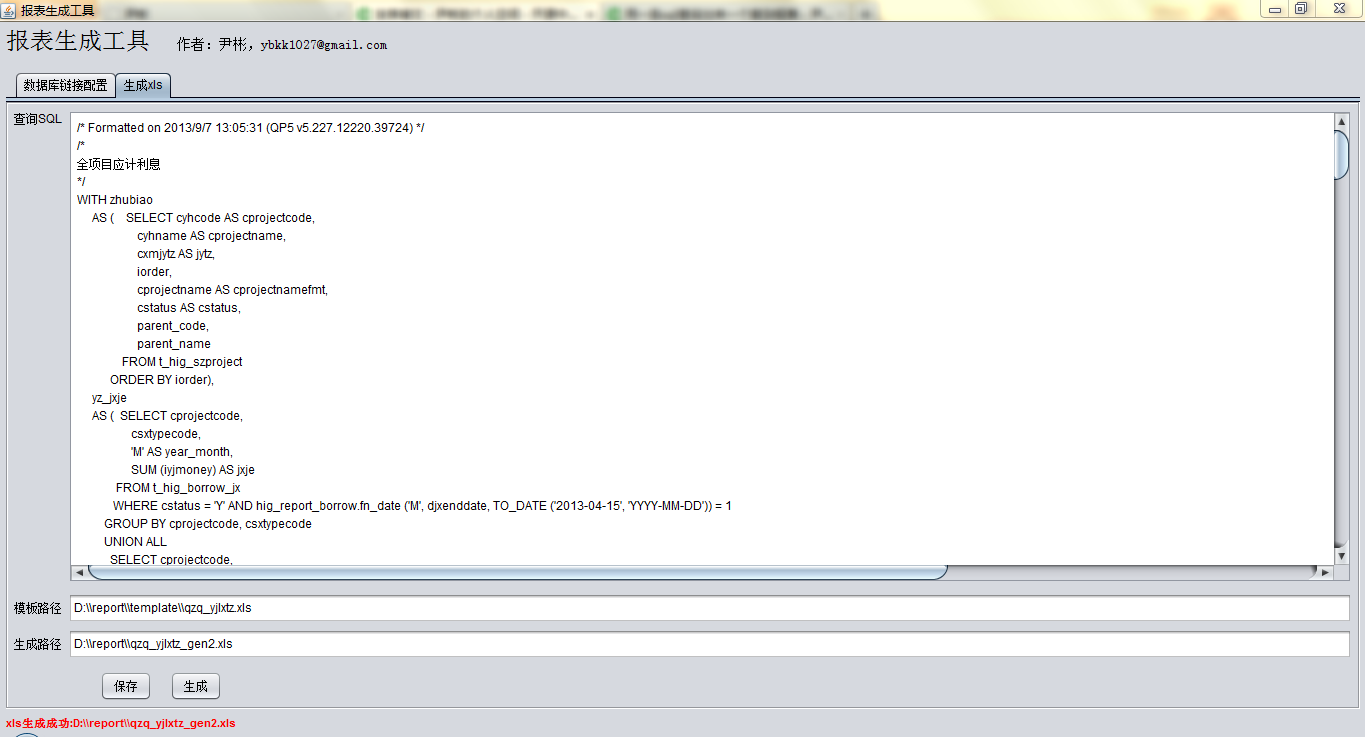 报表生成工具
报表生成工具 作者：尹彬，ybkk1027@gmail.com
数据库链接配置 生成xls
查询SQL
/* Formatted on 2013/9/7 13:05:31 (QP5 v5.227.12220.39724) */
/*
全项目应计利息
*/
WITH zhubiao
AS ( SELECT cyhcode AS cprojectcode,
cyhname AS cprojectname,
cxmjytz AS jytz,
iorder,
cprojectname AS cprojectnamefmt,
cstatus AS cstatus,
parent_code,
parent_name
FROM t_hig_szproject
ORDER BY iorder),
yz_jxje
AS ( SELECT cprojectcode,
csxtypecode,
'M' AS year_month,
SUM (iyjmoney) AS jxje
FROM t_hig_borrow_jx
WHERE cstatus = 'Y' AND hig_report_borrow.fn_date ('M', djxenddate, TO_DATE ('2013-04-15', 'YYYY-MM-DD')) = 1
GROUP BY cprojectcode, csxtypecode
UNION ALL
SELECT cprojectcode,
模板路径 D:\\report\\template\\qzq_yjlxtz.xls
生成路径 D:\\report\\qzq_yjlxtz_gen2.xls
保存 生成
xls生成成功:D:\\report\\qzq_yjlxtz_gen2.xls